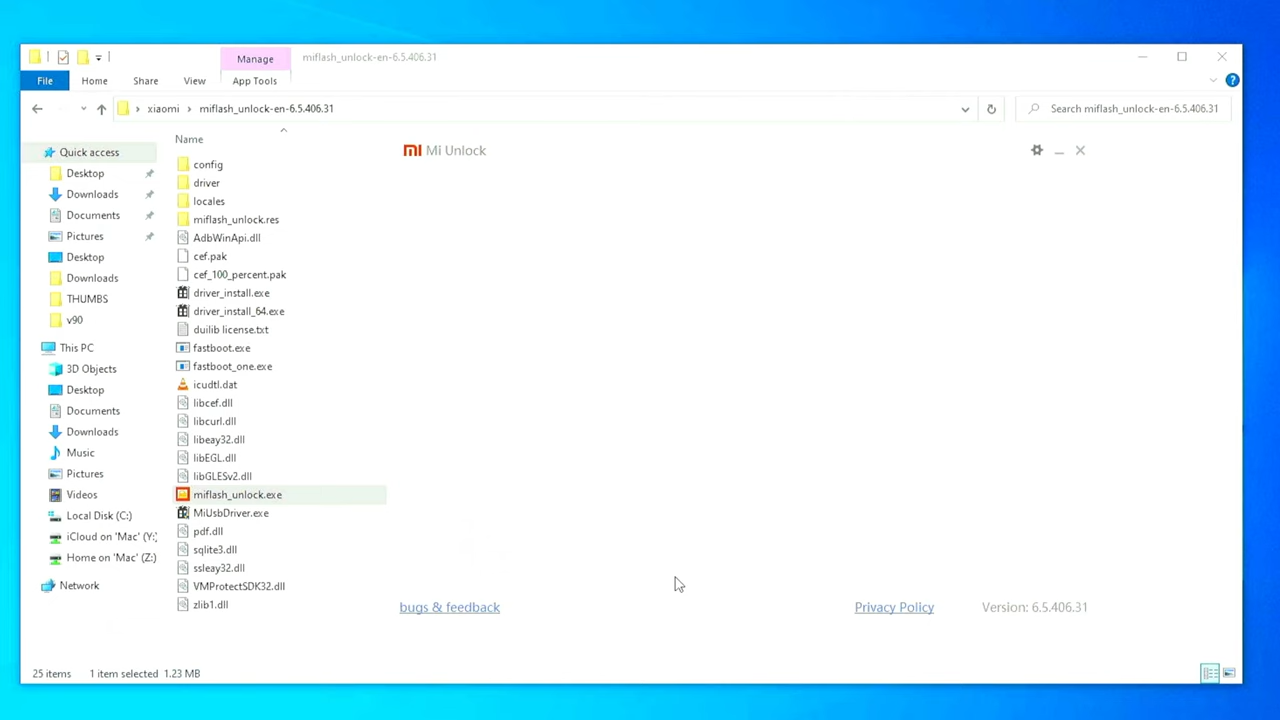 Manage
miflash_unlock-en-6.5.406.31
File
Home
Share
View
App Tools
xiaomi
miflash_unlock-en-6.5.406.31
Search miflash_unlock-en-6.5.406.31
Quick access
Desktop
Downloads
Documents
Pictures
Desktop
Downloads
THUMBS
v90
This PC
3D Objects
Desktop
Documents
Downloads
Music
Pictures
Videos
Local Disk (C:)
iCloud on 'Mac' (Y:)
Home on 'Mac' (Z:)
Network
Name
config
driver
locales
miflash_unlock.res
AdbWinApi.dll
cef.pak
cef_100_percent.pak
driver_install.exe
driver_install_64.exe
duilib license.txt
fastboot.exe
fastboot_one.exe
icudtl.dat
libcef.dll
libcurl.dll
libeay32.dll
libEGL.dll
libGLESv2.dll
miflash_unlock.exe
MiUsbDriver.exe
pdf.dll
sqlite3.dll
ssleay32.dll
VMProtectSDK32.dll
zlib1.dll
Mi Unlock
bugs & feedback
Privacy Policy
Version: 6.5.406.31
25 items
1 item selected 1.23 MB